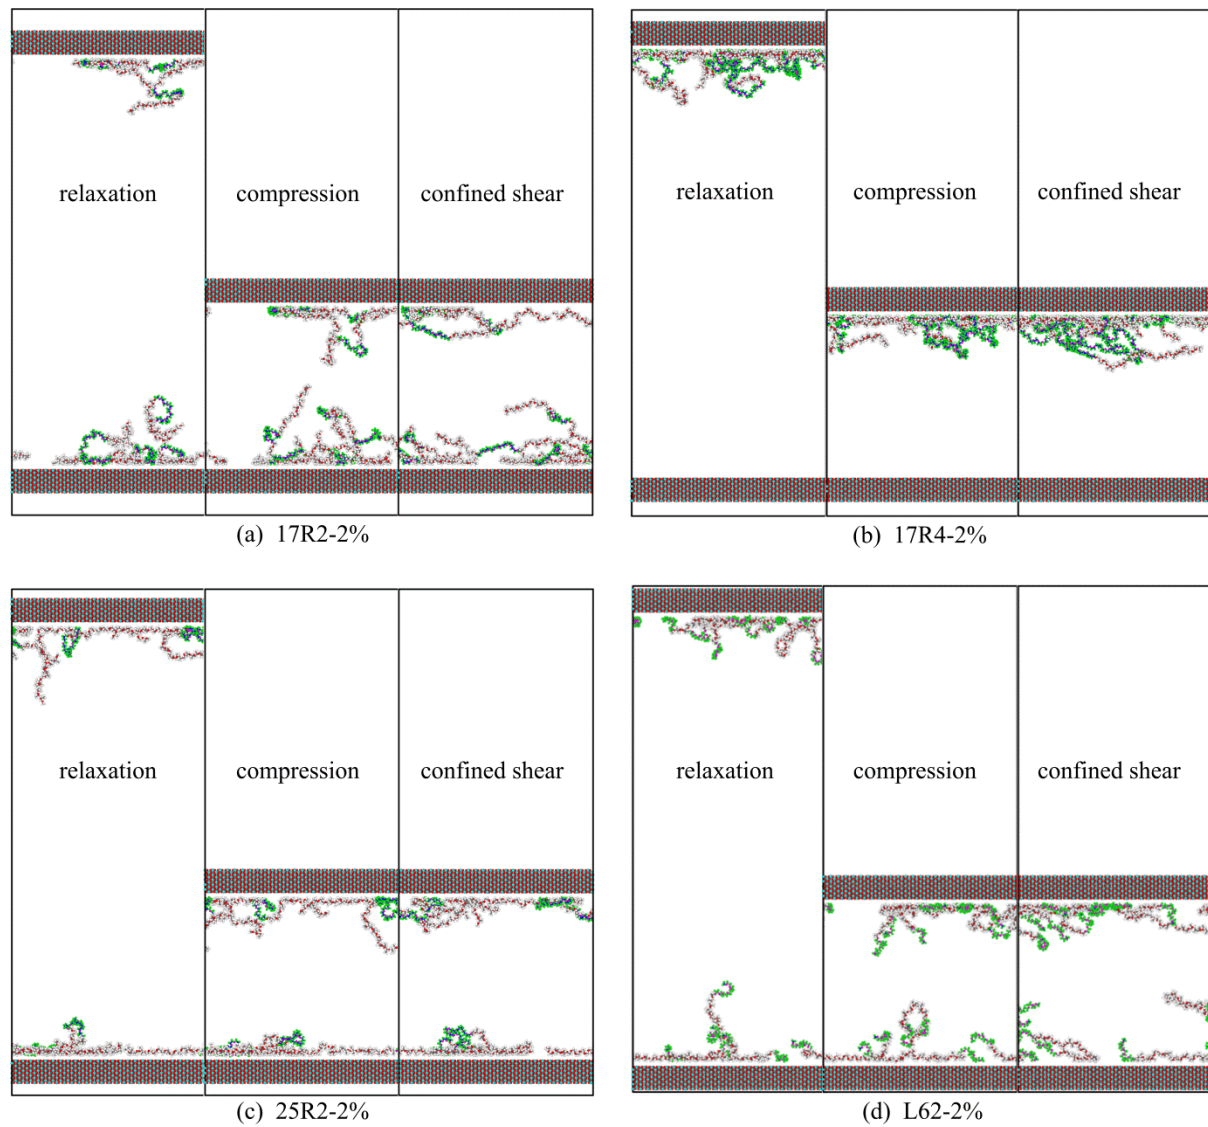 relaxation compression confined shear
relaxation compression confined shear
(a) 17R2-2%
(b) 17R4-2%
relaxation compression confined shear
relaxation compression confined shear
(c) 25R2-2%
(d) L62-2%